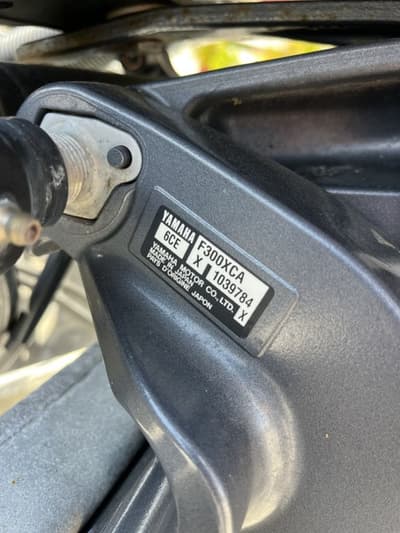 YAMAHA F300XCA
6CE X 1039784 X
YAMAHA MOTOR CO., LTD.
MADE IN JAPAN
PAYS D'ORIGINE JAPON